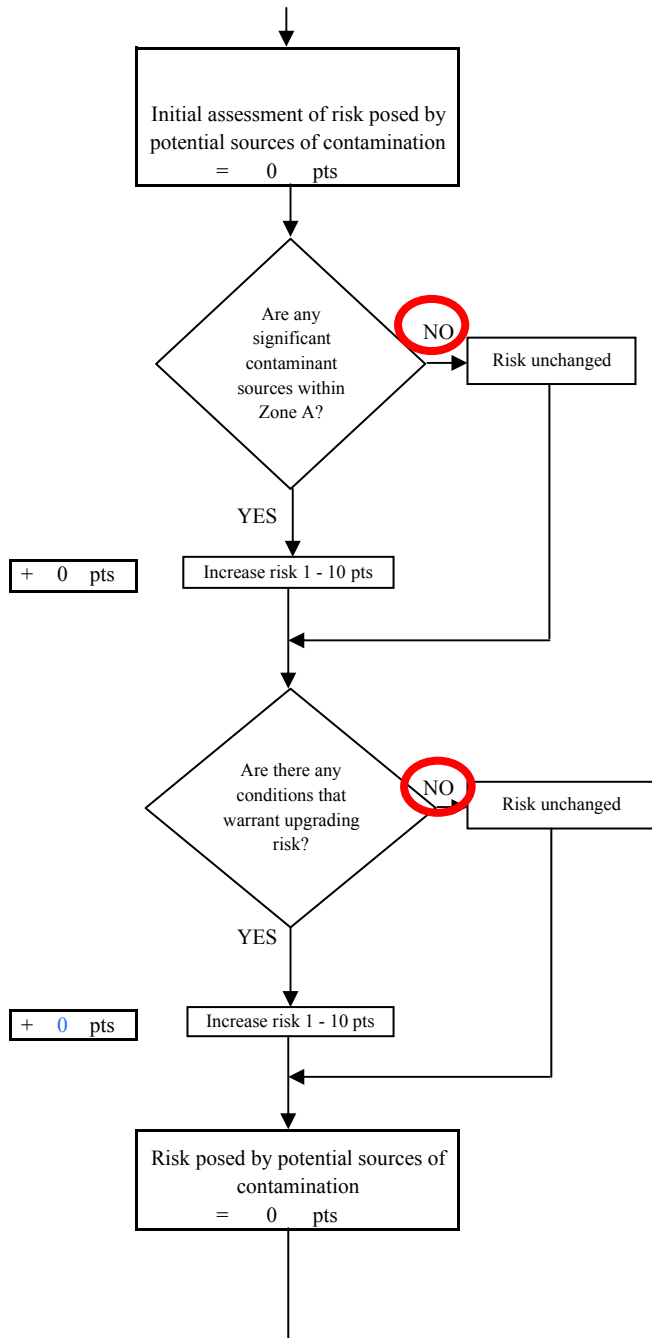 Initial assessment of risk posed by
potential sources of contamination
= 0 pts
Are any
significant
contaminant
sources within
Zone A?
NO
Risk unchanged
YES
+ 0 pts
Increase risk 1 - 10 pts
Are there any
conditions that
warrant upgrading
risk?
NO
Risk unchanged
YES
+ 0 pts
Increase risk 1 - 10 pts
Risk posed by potential sources of
contamination
= 0 pts